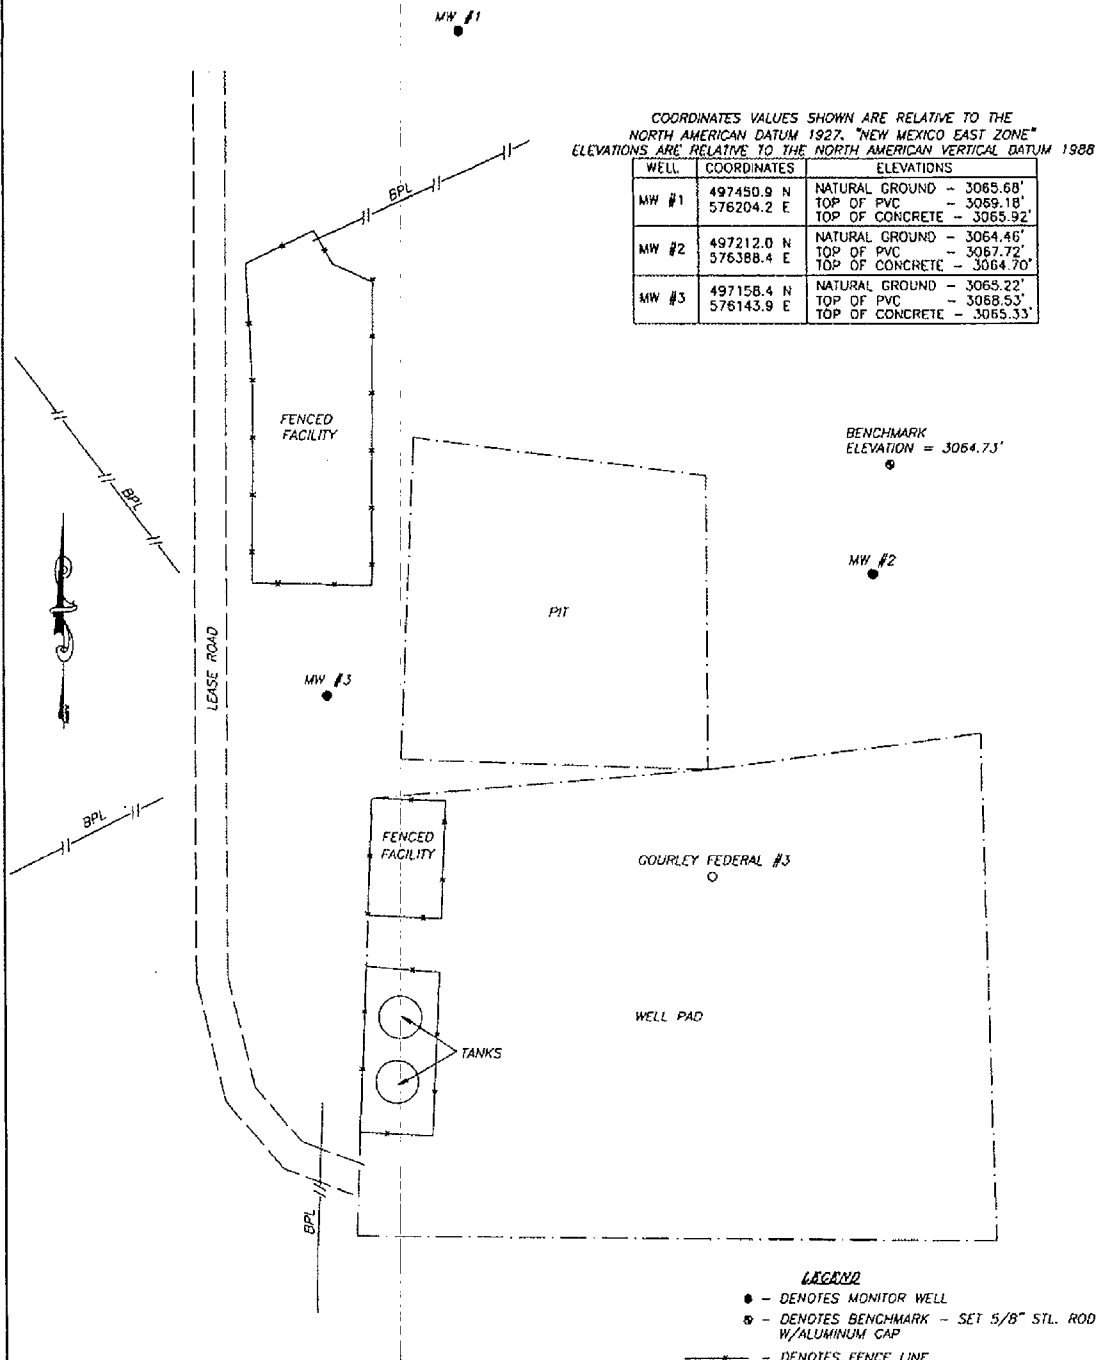 MW #1
COORDINATES VALUES SHOWN ARE RELATIVE TO THE
NORTH AMERICAN DATUM 1927. "NEW MEXICO EAST ZONE"
ELEVATIONS ARE RELATIVE TO THE NORTH AMERICAN VERTICAL DATUM 1988
WELL COORDINATES ELEVATIONS
MW #1 497450.9 N 576204.2 E NATURAL GROUND - 3065.68'
TOP OF PVC - 3069.18'
TOP OF CONCRETE - 3065.92'
MW #2 497212.0 N 576388.4 E NATURAL GROUND - 3064.46'
TOP OF PVC - 3067.72'
TOP OF CONCRETE - 3064.70'
MW #3 497158.4 N 576143.9 E NATURAL GROUND - 3065.22'
TOP OF PVC - 3068.53'
TOP OF CONCRETE - 3065.33'
BPL
FENCED
FACILITY
BENCHMARK
ELEVATION = 3064.73'
BPL
MW #2
PIT
LEASE ROAD
MW #3
BPL
FENCED
FACILITY
GOURLEY FEDERAL #3
WELL PAD
TANKS
BPL
LEGEND
- DENOTES MONITOR WELL
- DENOTES BENCHMARK - SET 5/8" STL. ROD
W/ALUMINUM CAP
- DENOTES FENCE LINE